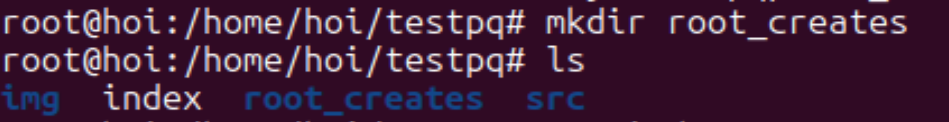 root@hoi:/home/hoi/testpq# mkdir root_creates
root@hoi:/home/hoi/testpq# ls
img index root_creates src